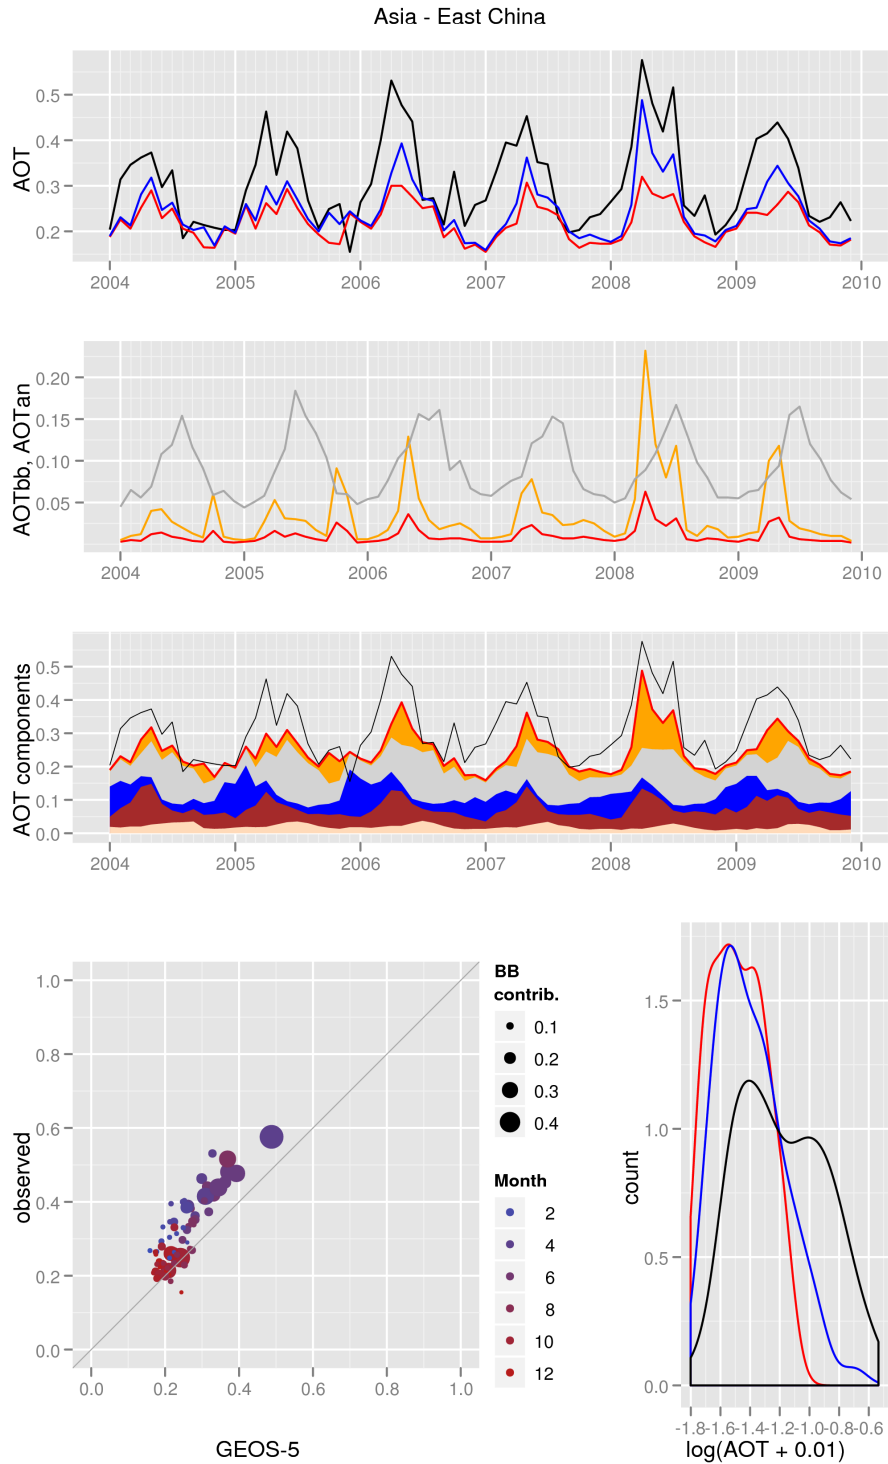 Asia - East China
AOT
0.5
0.4
0.3
0.2
2004 2005 2006 2007 2008 2009 2010
AOTbb, AOTan
0.20
0.15
0.10
0.05
2004 2005 2006 2007 2008 2009 2010
AOT components
0.5
0.4
0.3
0.2
0.1
0.0
2004 2005 2006 2007 2008 2009 2010
observed
1.0
0.8
0.6
0.4
0.2
0.0
0.0 0.2 0.4 0.6 0.8 1.0
GEOS-5
BB
contrib.
0.1
0.2
0.3
0.4
Month
2
4
6
8
10
12
count
1.5
1.0
0.5
0.0
-1.8 -1.6 -1.4 -1.2 -1.0 -0.8 -0.6
log(AOT + 0.01)